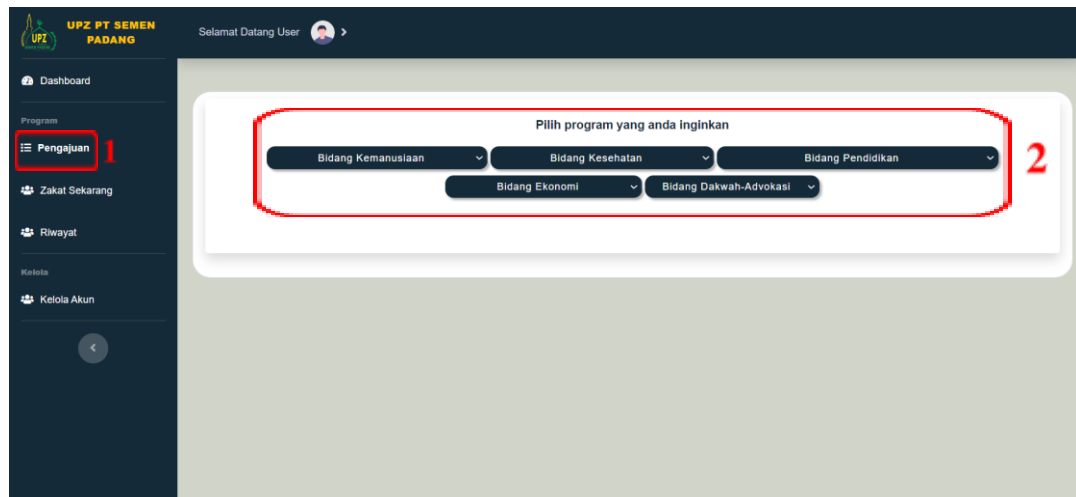 UPZ
UPZ PT SEMEN
PADANG
Selamat Datang User
Dashboard
Program
Pengajuan
1
Zakat Sekarang
Riwayat
Kelola
Kelola Akun
Pilih program yang anda inginkan
Bidang Kemanusiaan
Bidang Kesehatan
Bidang Pendidikan
Bidang Ekonomi
Bidang Dakwah-Advokasi
2